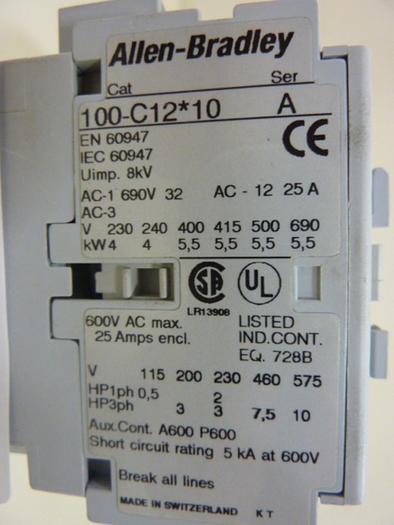 Allen-Bradley
Cat Ser
100-C12*10 A
EN 60947
IEC 60947
Uimp. 8kV
CE
AC-1 690V 32 AC - 12 25 A
AC-3
V 230 240 400 415 500 690
kW 4 4 5,5 5,5 5,5 5,5
SA UL
LR13908
600V AC max. LISTED
25 Amps encl. IND.CONT.
EQ. 728B
V 115 200 230 460 575
HP1ph 0,5 2
HP3ph 3 3 7,5 10
Aux.Cont. A600 P600
Short circuit rating 5 kA at 600V
Break all lines
MADE IN SWITZERLAND K T